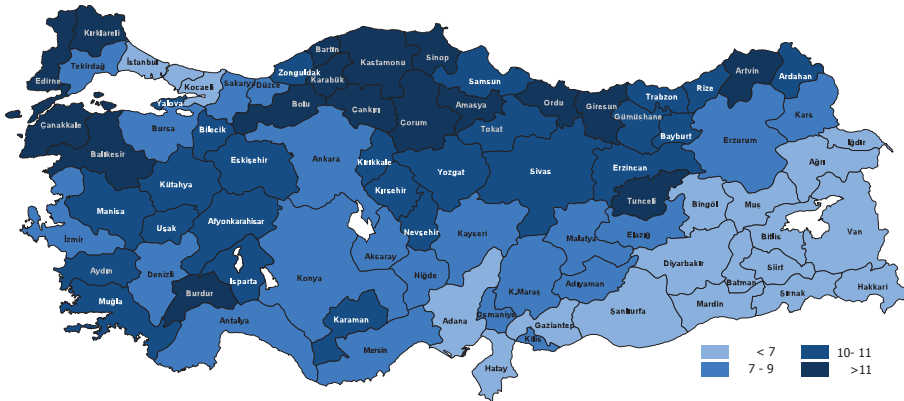 Kırklareli
Edirne
Tekirdağ
İstanbul
Kocaeli
Yalova
Sakarya
Düzce
Zonguldak
Bartın
Karabük
Kastamonu
Sinop
Samsun
Bolu
Çankırı
Çorum
Amasya
Tokat
Ordu
Giresun
Gümüşhane
Trabzon
Rize
Artvin
Ardahan
Kars
Bayburt
Erzurum
Iğdır
Ağrı
Çanakkale
Balıkesir
Bursa
Bilecik
Eskişehir
Kütahya
Ankara
Kırıkkale
Kırşehir
Yozgat
Sivas
Erzincan
Tunceli
Bingöl
Muş
Bitlis
Van
Manisa
Uşak
Afyonkarahisar
İzmir
Nevşehir
Kayseri
Malatya
Elazığ
Aksaray
Niğde
Konya
Aydın
Denizli
Burdur
Isparta
Muğla
Antalya
Karaman
Mersin
Adana
Osmaniye
K.Maraş
Adıyaman
Diyarbakır
Batman
Siirt
Şırnak
Hakkari
Mardin
Şanlıurfa
Gaziantep
Kilis
Hatay
< 7
10- 11
7 - 9
>11